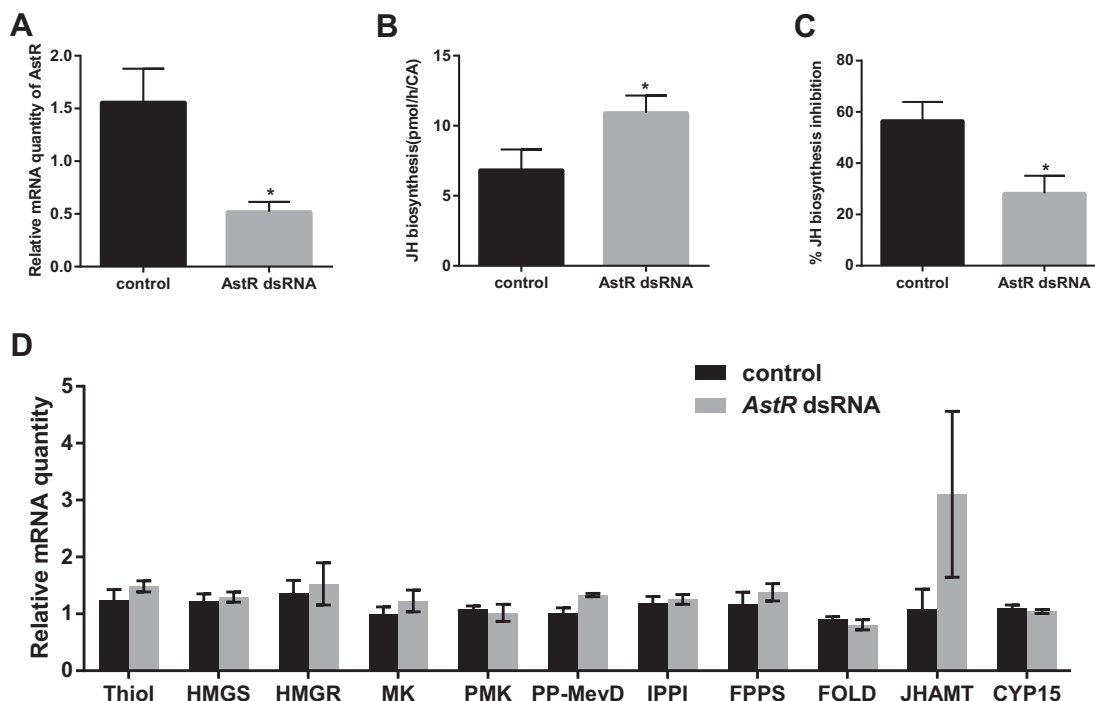 A
Relative mRNA quantity of AstR
2.0
1.5
1.0
0.5
0.0
*
control
AstR dsRNA
B
JH biosynthesis(pmol/h/CA)
15
10
5
0
*
control
AstR dsRNA
C
% JH biosynthesis inhibition
80
60
40
20
0
*
control
AstR dsRNA
D
Relative mRNA quantity
5
4
3
2
1
0
control
AstR dsRNA
Thiol HMGS HMGR MK PMK PP-MevD IPPI FPPS FOLD JHAMT CYP15